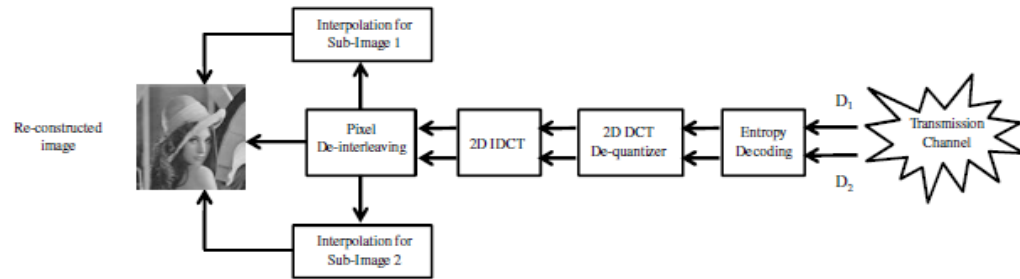 Interpolation for
Sub-Image 1
Re-constructed
image
Pixel
De-interleaving
2D IDCT
2D DCT
De-quantizer
Entropy
Decoding
D1
D2
Transmission
Channel
Interpolation for
Sub-Image 2